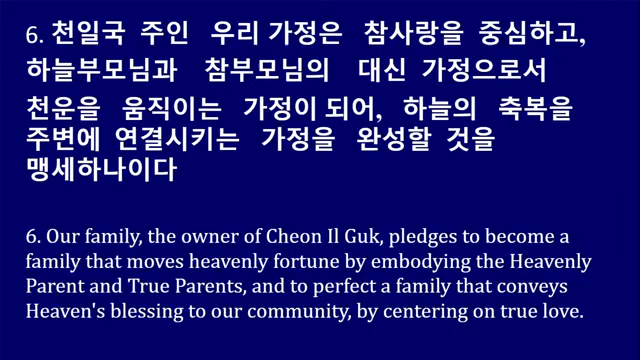 6. 천일국 주인 우리 가정은 참사랑을 중심하고,
하늘부모님과 참부모님의 대신 가정으로서
천운을 움직이는 가정이 되어, 하늘의 축복을
주변에 연결시키는 가정을 완성할 것을
맹세하나이다
6. Our family, the owner of Cheon Il Guk, pledges to become a
family that moves heavenly fortune by embodying the Heavenly
Parent and True Parents, and to perfect a family that conveys
Heaven's blessing to our community, by centering on true love.